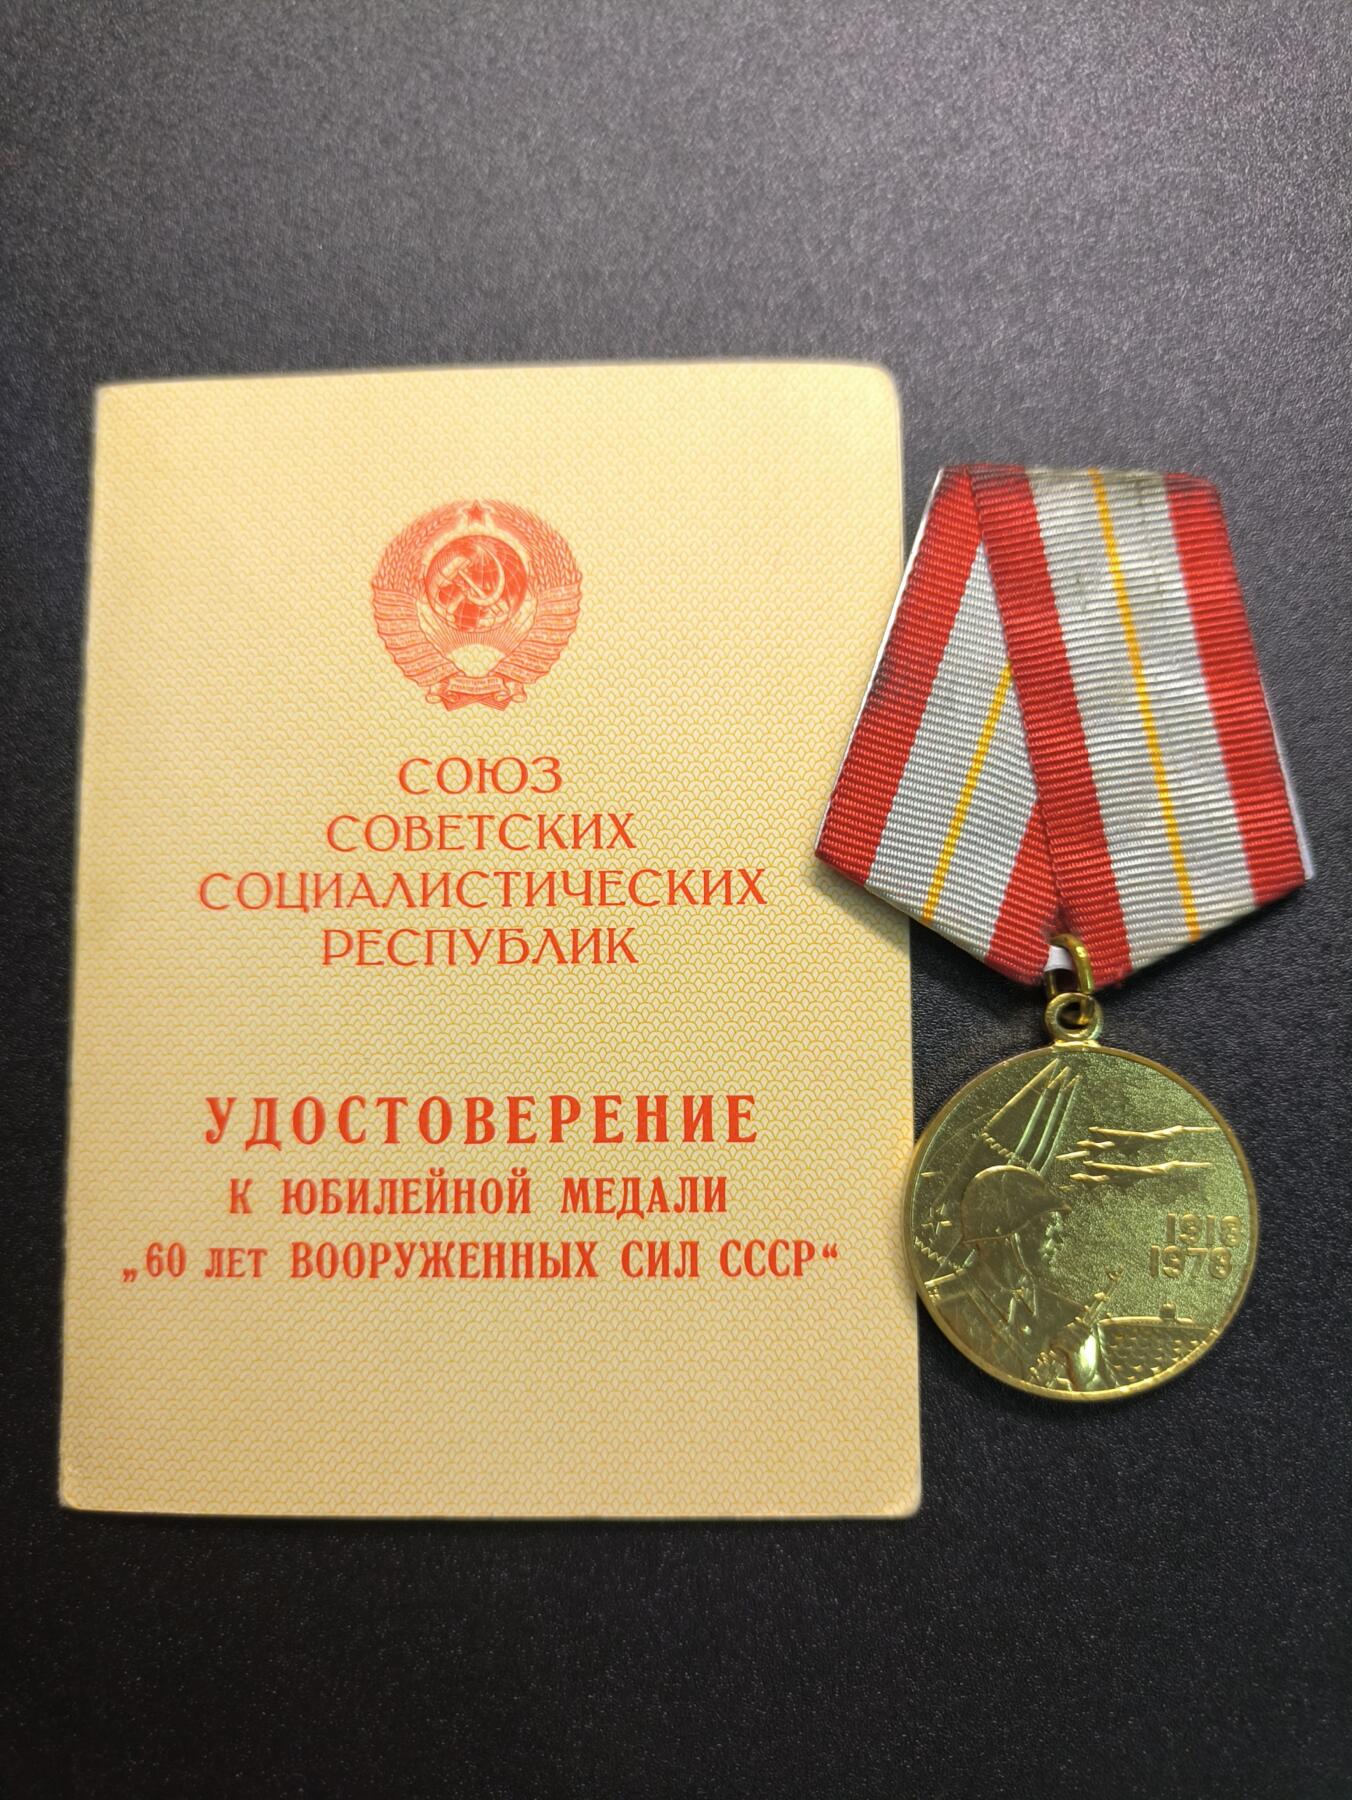 СОЮЗ
СОВЕТСКИХ
СОЦИАЛИСТИЧЕСКИХ
РЕСПУБЛИК
УДОСТОВЕРЕНИЕ
К ЮБИЛЕЙНОЙ МЕДАЛИ
„60 ЛЕТ ВООРУЖЕННЫХ СИЛ СССР“
1918
1978